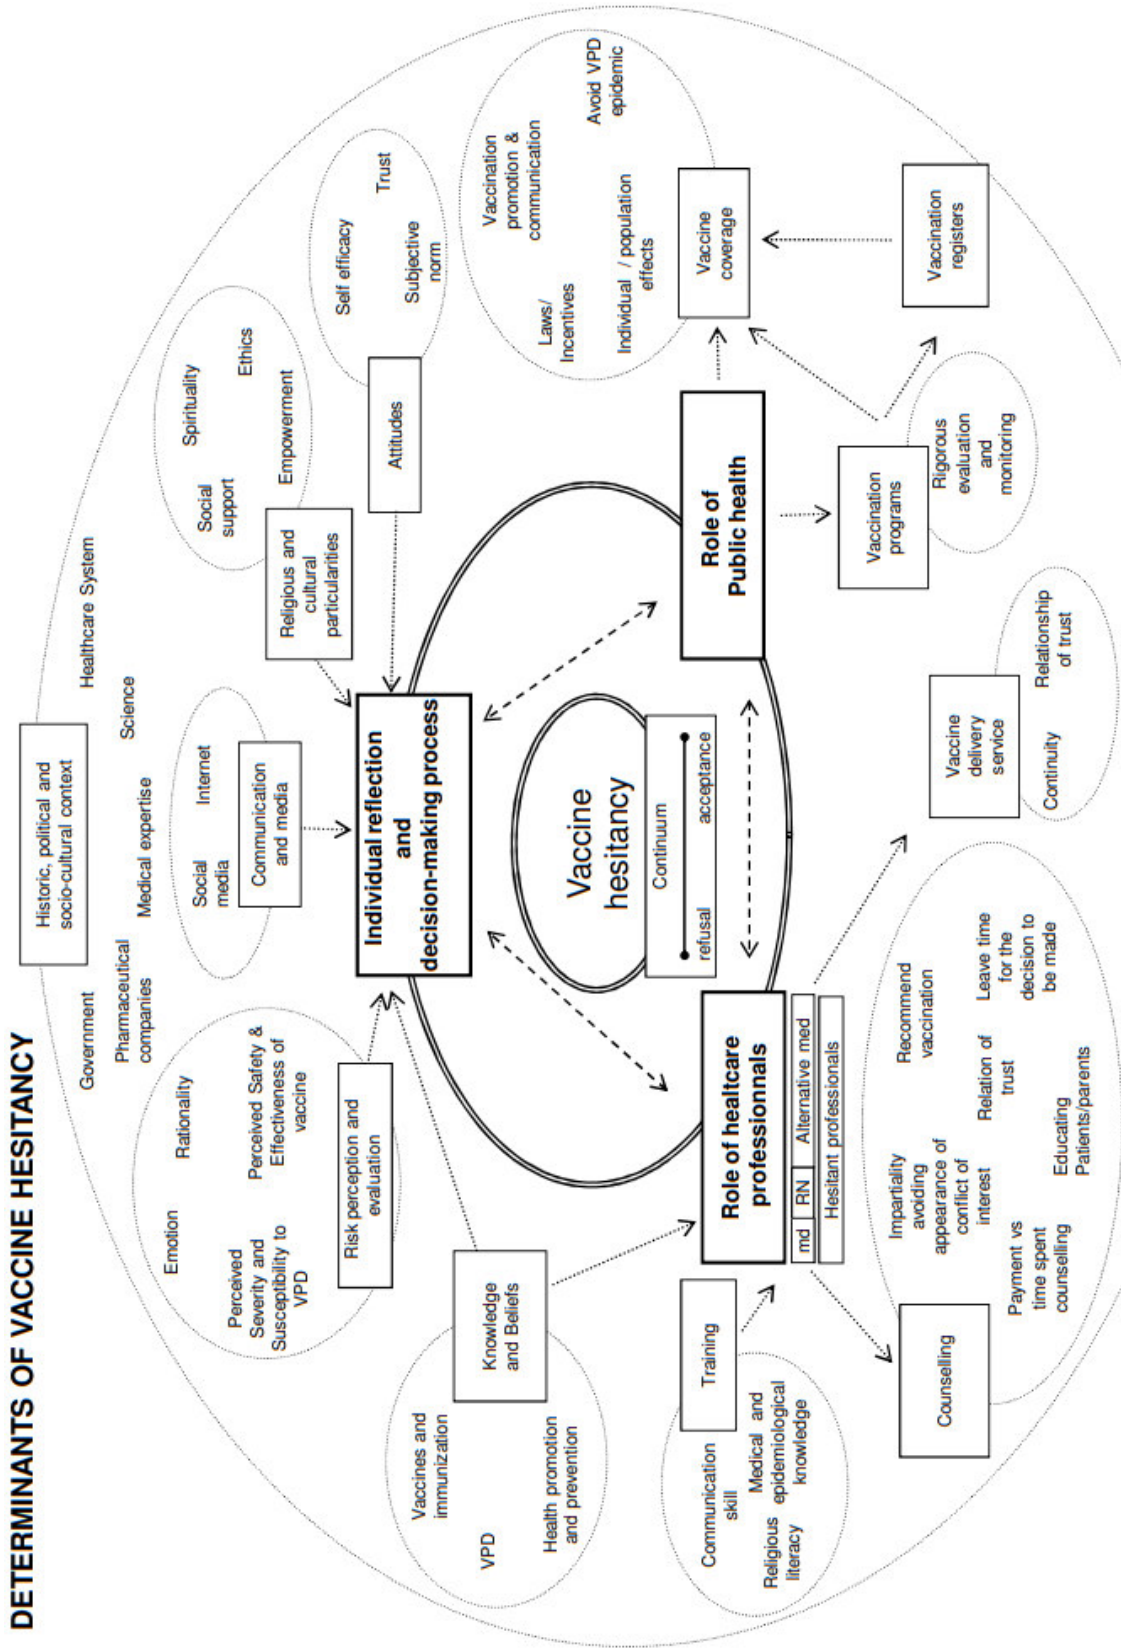 DETERMINANTS OF VACCINE HESITANCY
Historic, political and
socio-cultural context
Government
Healthcare System
Pharmaceutical
companies
Medical expertise
Science
Emotion
Rationality
Perceived
Severity and
Susceptibility to
VPD
Perceived Safety &
Effectiveness of
vaccine
Risk perception and
evaluation
Social
media
Internet
Communication
and media
Social
support
Spirituality
Ethics
Empowerment
Religious and
cultural
particularities
Self efficacy
Trust
Subjective
norm
Attitudes
Vaccines and
immunization
VPD
Health promotion
and prevention
Knowledge
and Beliefs
Individual reflection
and
decision-making process
Vaccine
hesitancy
Continuum
refusal
acceptance
Vaccination
promotion &
communication
Avoid VPD
epidemic
Laws/
Incentives
Individual / population
effects
Vaccine
coverage
Communication
skill
Medical and
epidemiological
knowledge
Religious
literacy
Training
Role of healtcare
professionals
md
RN
Alternative med
Hesitant professionals
Role of
Public health
Vaccination
programs
Rigorous
evaluation
and
monitoring
Vaccination
registers
Counselling
Impartiality
avoiding
appearance of
conflict of
interest
Recommend
vaccination
Relation of
trust
Leave time
for the
decision to
be made
Payment vs
time spent
counselling
Educating
Patients/parents
Vaccine
delivery
service
Continuity
Relationship
of trust